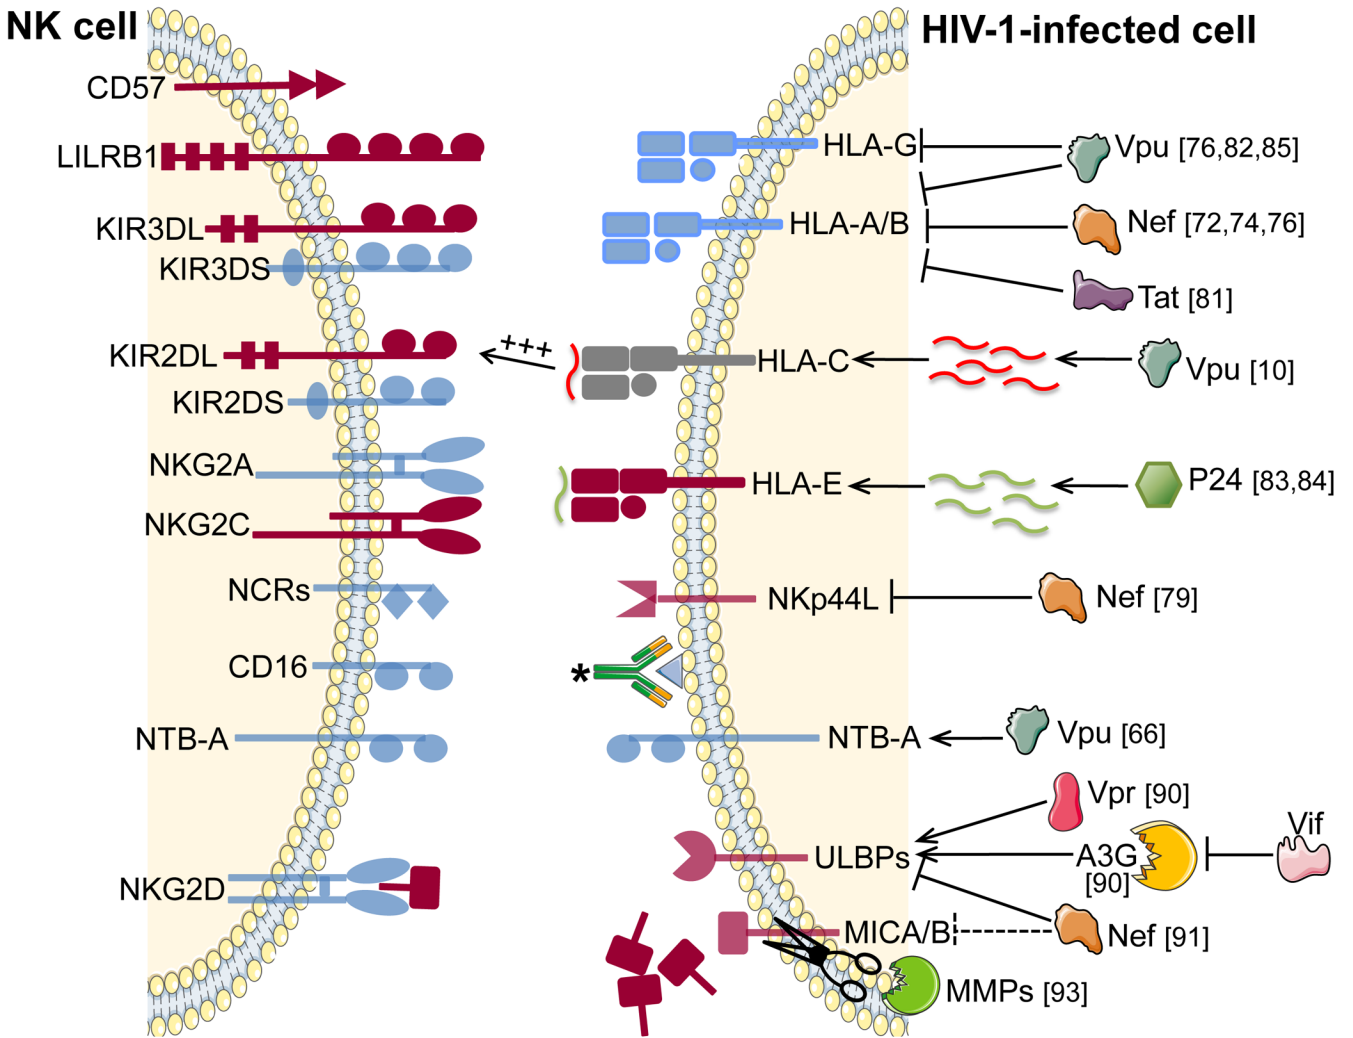 NK cell
HIV-1-infected cell
CD57
LILRB1
KIR3DL
KIR3DS
KIR2DL
KIR2DS
NKG2A
NKG2C
NCRs
CD16
NTB-A
NKG2D
+++
*
HLA-G
Vpu [76,82,85]
HLA-A/B
Nef [72,74,76]
Tat [81]
HLA-C
Vpu [10]
HLA-E
P24 [83,84]
NKp44L
Nef [79]
NTB-A
Vpu [66]
Vpr [90]
ULBPs
A3G
[90]
Vif
MICA/B
Nef [91]
MMPs [93]